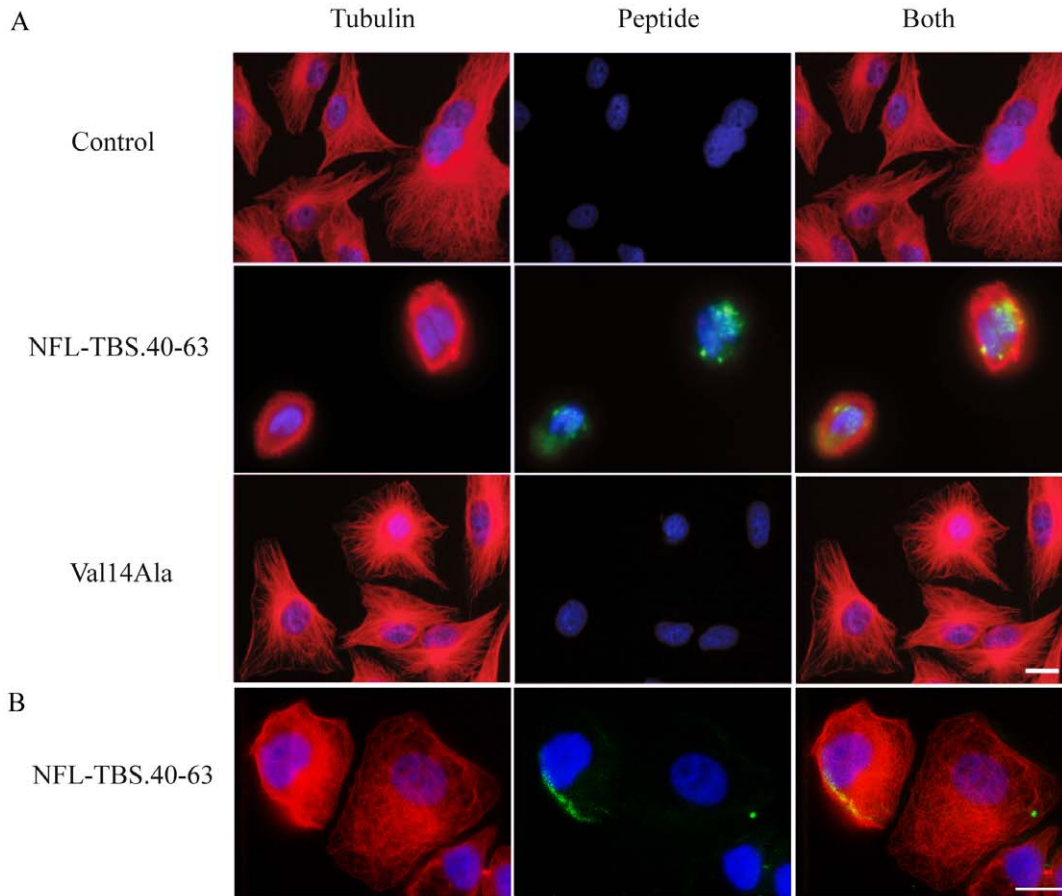 A
Tubulin Peptide Both
Control
NFL-TBS.40-63
Val14Ala
B
NFL-TBS.40-63